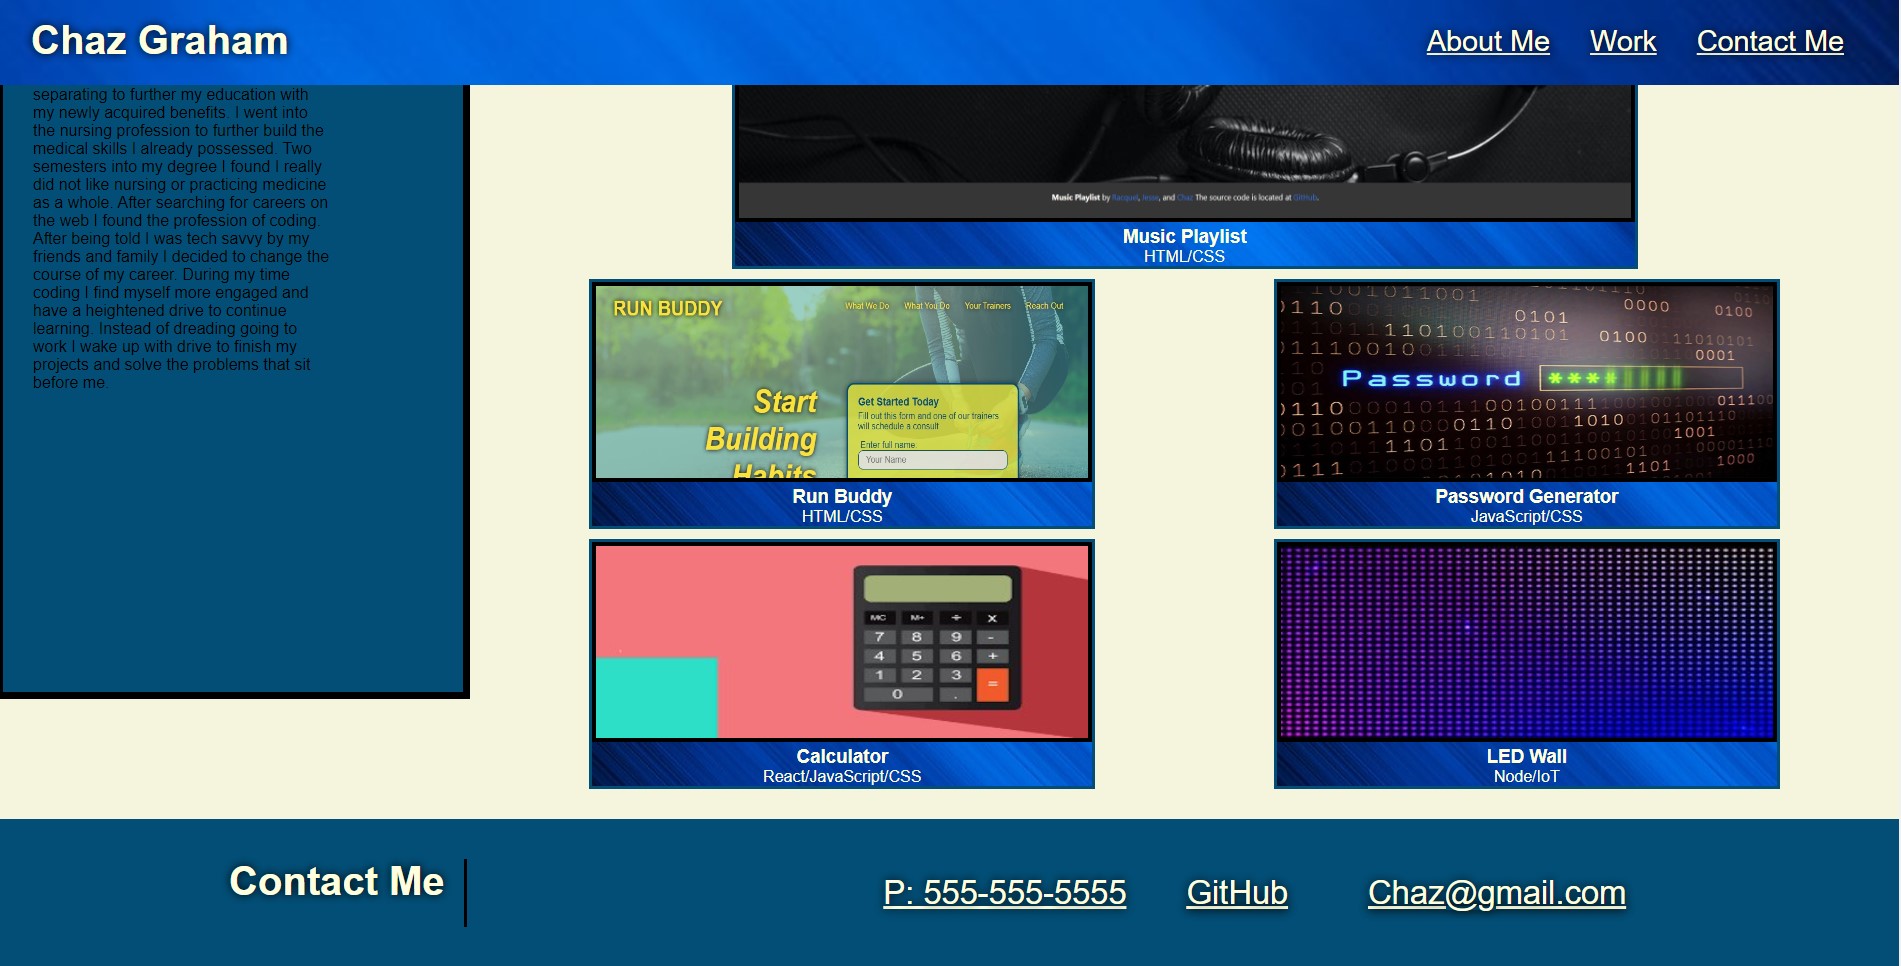 Chaz Graham
About Me Work Contact Me
separating to further my education with
my newly acquired benefits. I went into
the nursing profession to further build the
medical skills I already possessed. Two
semesters into my degree I found I really
did not like nursing or practicing medicine
as a whole. After searching for careers on
the web I found the profession of coding.
After being told I was tech savvy by my
friends and family I decided to change the
course of my career. During my time
coding I find myself more engaged and
have a heightened drive to continue
learning. Instead of dreading going to
work I wake up with drive to finish my
projects and solve the problems that sit
before me.
Music Playlist by Racquel, Jesse, and Chaz The source code is located at GitHub.
Music Playlist
HTML/CSS
RUN BUDDY
What We Do What You Do Your Trainers Reach Out
Start
Building
Habits
Get Started Today
Fill out this form and one of our trainers
will schedule a consult
Enter full name:
Your Name
Run Buddy
HTML/CSS
Password ****
Password Generator
JavaScript/CSS
MC M+ ÷ x
7 8 9 -
4 5 6 +
1 2 3 =
0 .
Calculator
React/JavaScript/CSS
LED Wall
Node/IoT
Contact Me
P: 555-555-5555
GitHub
Chaz@gmail.com